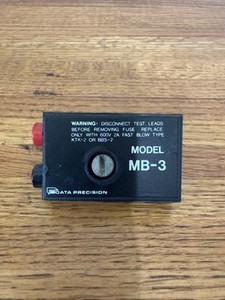 WARNING: DISCONNECT TEST LEADS
BEFORE REMOVING FUSE REPLACE
ONLY WITH 600V 2A FAST BLOW TYPE
KTK-2 OR BBS-2
MODEL
MB-3
DATA PRECISION